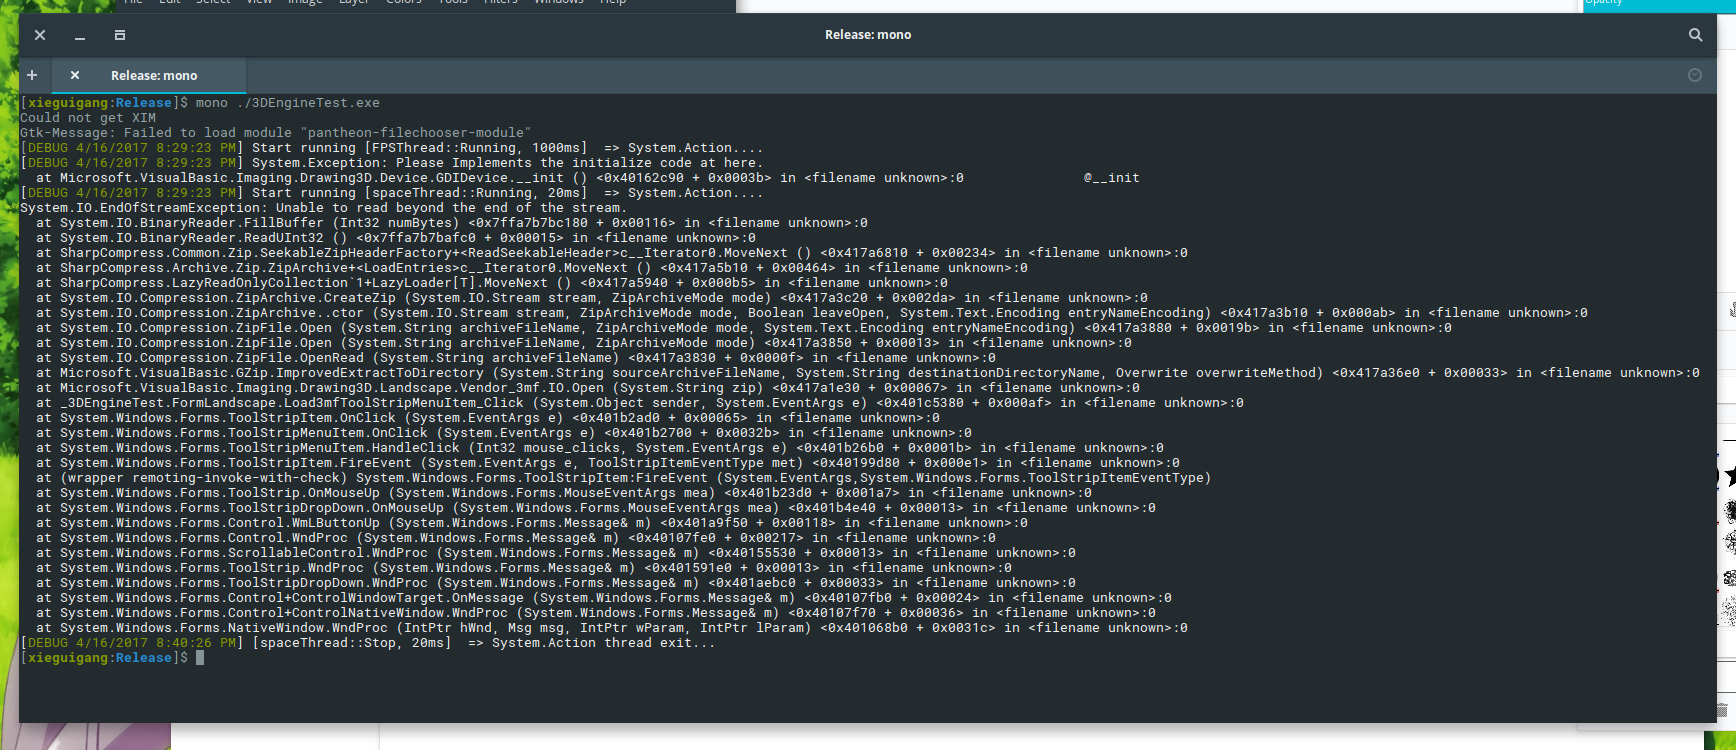 File Edit Select View Image Layer Colors Tools Filters Windows Help
Opacity
Release: mono
Release: mono
[xieguigang:Release]$ mono ./3DEngineTest.exe
Could not get XIM
Gtk-Message: Failed to load module "pantheon-filechooser-module"
[DEBUG 4/16/2017 8:29:23 PM] Start running [FPSThread::Running, 1000ms]  => System.Action....
[DEBUG 4/16/2017 8:29:23 PM] System.Exception: Please Implements the initialize code at here.
  at Microsoft.VisualBasic.Imaging.Drawing3D.Device.GDIDevice.__init () <0x40162c90 + 0x0003b> in <filename unknown>:0               @__init
[DEBUG 4/16/2017 8:29:23 PM] Start running [spaceThread::Running, 20ms]  => System.Action....
System.IO.EndOfStreamException: Unable to read beyond the end of the stream.
  at System.IO.BinaryReader.FillBuffer (Int32 numBytes) <0x7ffa7b7bc180 + 0x00116> in <filename unknown>:0
  at System.IO.BinaryReader.ReadUInt32 () <0x7ffa7b7bafc0 + 0x00015> in <filename unknown>:0
  at SharpCompress.Common.Zip.SeekableZipHeaderFactory+<ReadSeekableHeader>c__Iterator0.MoveNext () <0x417a6810 + 0x00234> in <filename unknown>:0
  at SharpCompress.Archive.Zip.ZipArchive+<LoadEntries>c__Iterator0.MoveNext () <0x417a5b10 + 0x00464> in <filename unknown>:0
  at SharpCompress.LazyReadOnlyCollection`1+LazyLoader[T].MoveNext () <0x417a5940 + 0x000b5> in <filename unknown>:0
  at System.IO.Compression.ZipArchive.CreateZip (System.IO.Stream stream, ZipArchiveMode mode) <0x417a3c20 + 0x002da> in <filename unknown>:0
  at System.IO.Compression.ZipArchive..ctor (System.IO.Stream stream, ZipArchiveMode mode, Boolean leaveOpen, System.Text.Encoding entryNameEncoding) <0x417a3b10 + 0x000ab> in <filename unknown>:0
  at System.IO.Compression.ZipFile.Open (System.String archiveFileName, ZipArchiveMode mode, System.Text.Encoding entryNameEncoding) <0x417a3880 + 0x0019b> in <filename unknown>:0
  at System.IO.Compression.ZipFile.Open (System.String archiveFileName, ZipArchiveMode mode) <0x417a3850 + 0x00013> in <filename unknown>:0
  at System.IO.Compression.ZipFile.OpenRead (System.String archiveFileName) <0x417a3830 + 0x0000f> in <filename unknown>:0
  at Microsoft.VisualBasic.GZip.ImprovedExtractToDirectory (System.String sourceArchiveFileName, System.String destinationDirectoryName, Overwrite overwriteMethod) <0x417a36e0 + 0x00033> in <filename unknown>:0
  at Microsoft.VisualBasic.Imaging.Drawing3D.Landscape.Vendor_3mf.IO.Open (System.String zip) <0x417a1e30 + 0x00067> in <filename unknown>:0
  at _3DEngineTest.FormLandscape.Load3mfToolStripMenuItem_Click (System.Object sender, System.EventArgs e) <0x401c5380 + 0x000af> in <filename unknown>:0
  at System.Windows.Forms.ToolStripItem.OnClick (System.EventArgs e) <0x401b2ad0 + 0x00065> in <filename unknown>:0
  at System.Windows.Forms.ToolStripMenuItem.OnClick (System.EventArgs e) <0x401b2700 + 0x0032b> in <filename unknown>:0
  at System.Windows.Forms.ToolStripMenuItem.HandleClick (Int32 mouse_clicks, System.EventArgs e) <0x401b26b0 + 0x0001b> in <filename unknown>:0
  at System.Windows.Forms.ToolStripItem.FireEvent (System.EventArgs e, ToolStripItemEventType met) <0x40199d80 + 0x000e1> in <filename unknown>:0
  at (wrapper remoting-invoke-with-check) System.Windows.Forms.ToolStripItem:FireEvent (System.EventArgs,System.Windows.Forms.ToolStripItemEventType)
  at System.Windows.Forms.ToolStrip.OnMouseUp (System.Windows.Forms.MouseEventArgs mea) <0x401b23d0 + 0x001a7> in <filename unknown>:0
  at System.Windows.Forms.ToolStripDropDown.OnMouseUp (System.Windows.Forms.MouseEventArgs mea) <0x401b4e40 + 0x00013> in <filename unknown>:0
  at System.Windows.Forms.Control.WmLButtonUp (System.Windows.Forms.Message& m) <0x401a9f50 + 0x00118> in <filename unknown>:0
  at System.Windows.Forms.Control.WndProc (System.Windows.Forms.Message& m) <0x40107fe0 + 0x00217> in <filename unknown>:0
  at System.Windows.Forms.ScrollableControl.WndProc (System.Windows.Forms.Message& m) <0x40155530 + 0x00013> in <filename unknown>:0
  at System.Windows.Forms.ToolStrip.WndProc (System.Windows.Forms.Message& m) <0x401591e0 + 0x00013> in <filename unknown>:0
  at System.Windows.Forms.ToolStripDropDown.WndProc (System.Windows.Forms.Message& m) <0x401aebc0 + 0x00033> in <filename unknown>:0
  at System.Windows.Forms.Control+ControlWindowTarget.OnMessage (System.Windows.Forms.Message& m) <0x40107fb0 + 0x00024> in <filename unknown>:0
  at System.Windows.Forms.Control+ControlNativeWindow.WndProc (System.Windows.Forms.Message& m) <0x40107f70 + 0x00036> in <filename unknown>:0
  at System.Windows.Forms.NativeWindow.WndProc (IntPtr hWnd, Msg msg, IntPtr wParam, IntPtr lParam) <0x401068b0 + 0x0031c> in <filename unknown>:0
[DEBUG 4/16/2017 8:40:26 PM] [spaceThread::Stop, 20ms]  => System.Action thread exit...
[xieguigang:Release]$